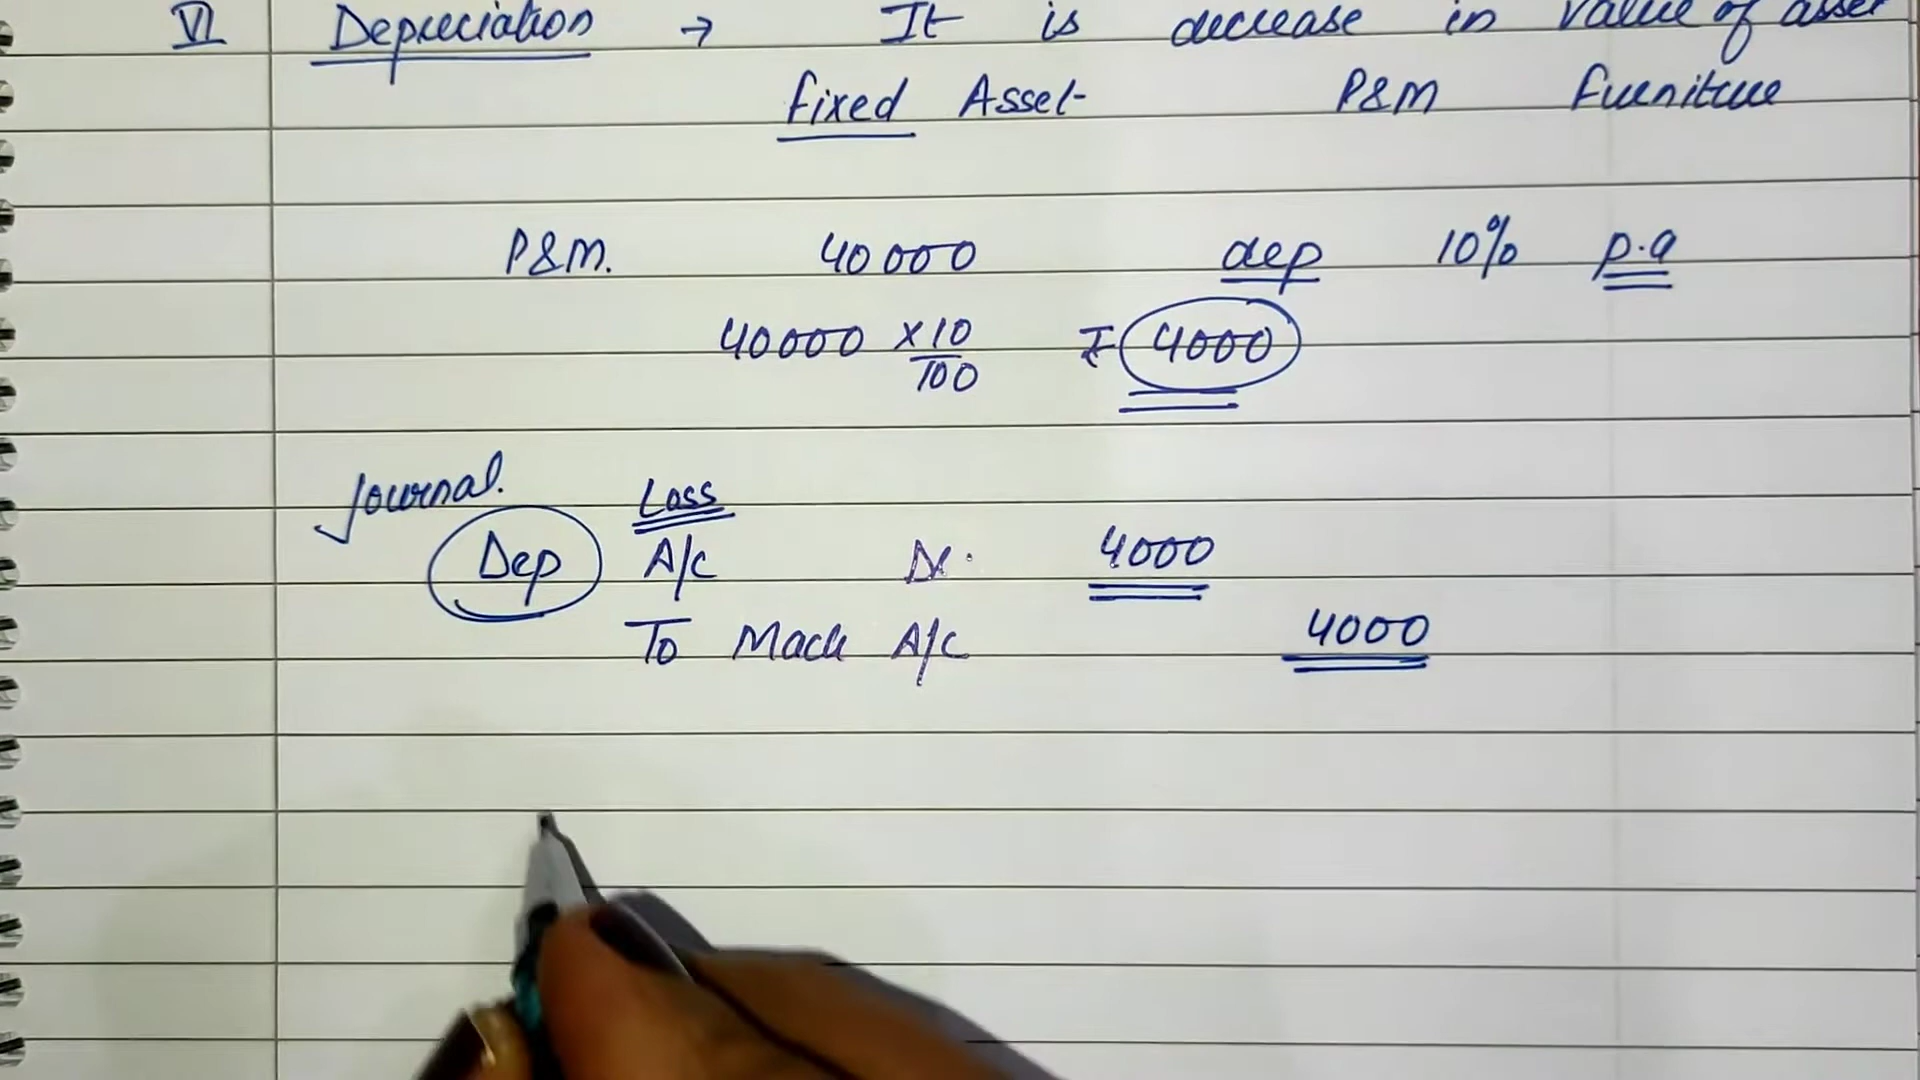 VI Depreciation → It is decrease in value of asset
Fixed Asset P&M Furniture
P&M. 40000 dep 10% p.a
40000 × 10/100 = 4000
Journal. Loss
Dep A/c Dr. 4000
To Mach A/c 4000